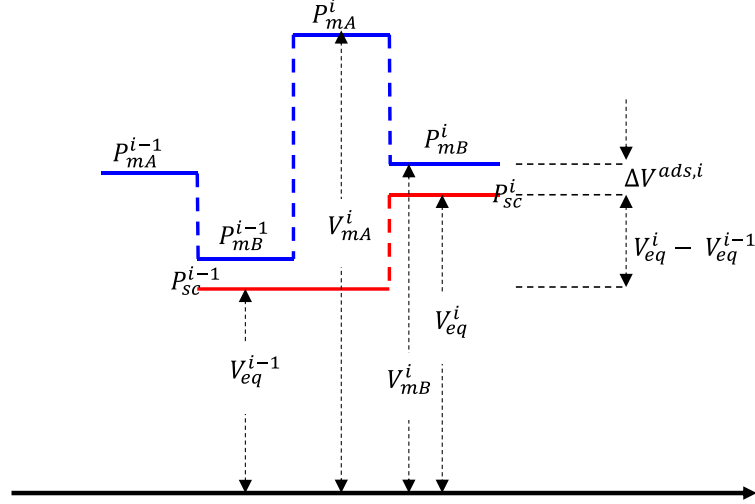 P_{mA}^{i}
P_{mA}^{i-1}
P_{mB}^{i}
ΔV^{ads,i}
P_{sc}^{i}
V_{mA}^{i}
P_{mB}^{i-1}
V_{eq}^{i} − V_{eq}^{i-1}
P_{sc}^{i-1}
V_{eq}^{i}
V_{eq}^{i-1}
V_{mB}^{i}